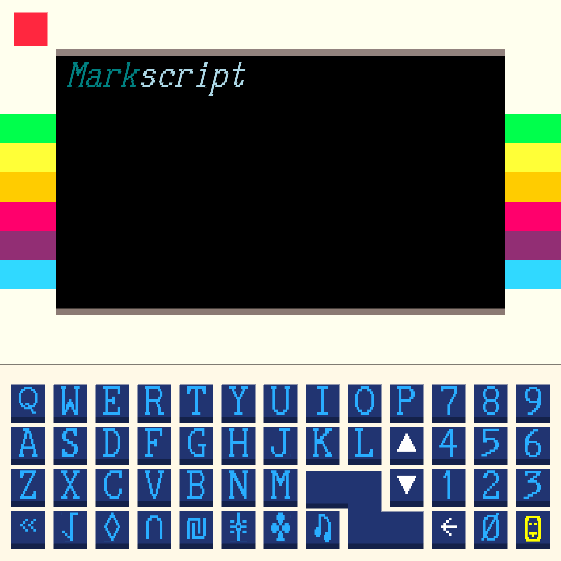 Markscript
Q W E R T Y U I O P 7 8 9
A S D F G H J K L ▲ 4 5 6
Z X C V B N M ▼ 1 2 3
« √ ◊ ∩ ₪ ♣ ♫ ← Ø